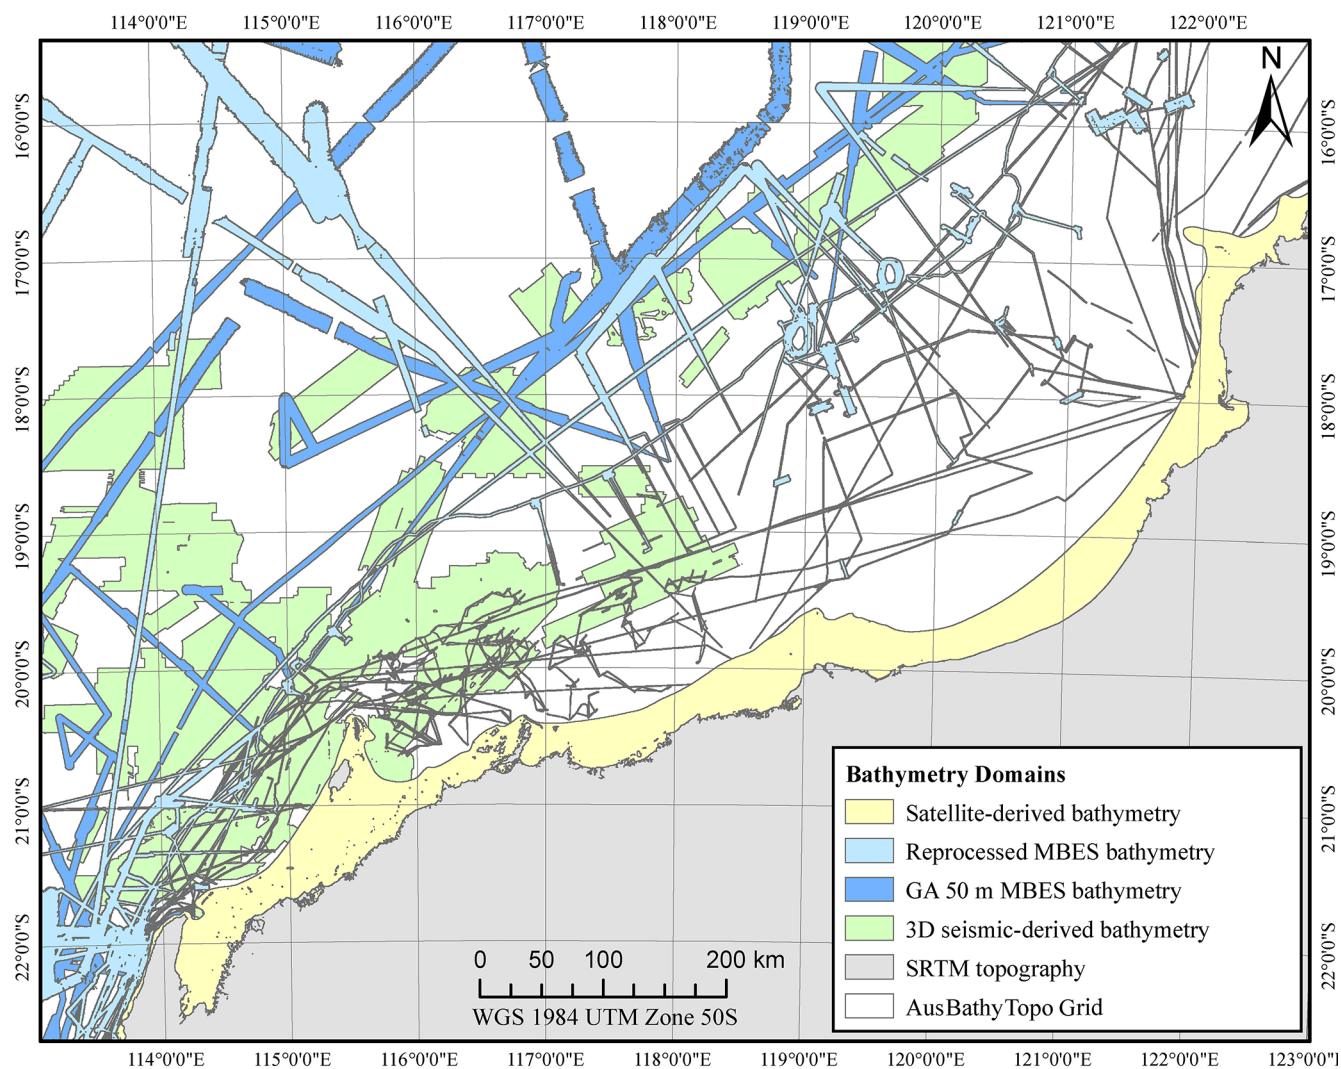 114°0'0"E 115°0'0"E 116°0'0"E 117°0'0"E 118°0'0"E 119°0'0"E 120°0'0"E 121°0'0"E 122°0'0"E
N
16°0'0"S 16°0'0"S
17°0'0"S 17°0'0"S
18°0'0"S 18°0'0"S
19°0'0"S 19°0'0"S
20°0'0"S 20°0'0"S
21°0'0"S 21°0'0"S
22°0'0"S 22°0'0"S
Bathymetry Domains
Satellite-derived bathymetry
Reprocessed MBES bathymetry
GA 50 m MBES bathymetry
3D seismic-derived bathymetry
SRTM topography
AusBathyTopo Grid
0 50 100 200 km
WGS 1984 UTM Zone 50S
114°0'0"E 115°0'0"E 116°0'0"E 117°0'0"E 118°0'0"E 119°0'0"E 120°0'0"E 121°0'0"E 122°0'0"E 123°0'0"E